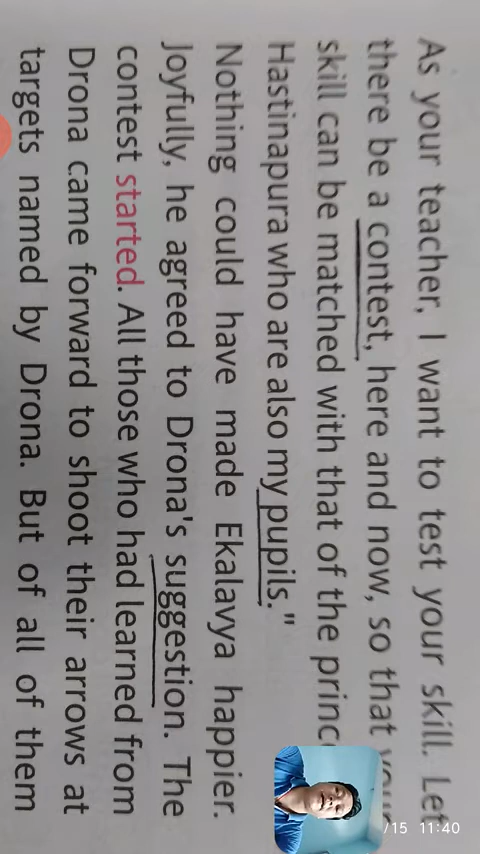 As your teacher, I want to test your skill. Let
there be a contest, here and now, so that
skill can be matched with that of the
Hastinapura who are also my pupils."
Nothing could have made Ekalavya happier.
Joyfully, he agreed to Drona's suggestion. The
contest started. All those who had learned from
Drona came forward to shoot their arrows at
targets named by Drona. But of all of them
/15 11:40